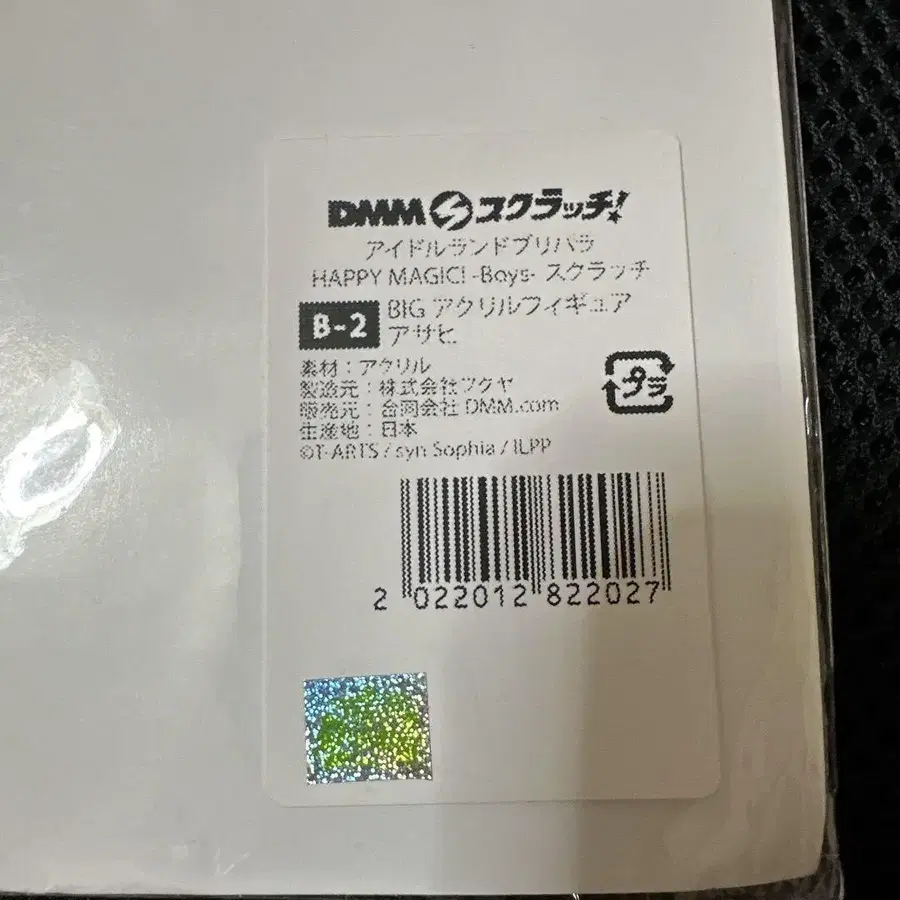 DMMスクラッチ!
アイドルランドプリパラ
HAPPY MAGIC! -Boys- スクラッチ
B-2
BIG アクリルフィギュア
アサヒ
素材：アクリル
製造元：株式会社フクヤ
販売元：合同会社 DMM.com
生産地：日本
©T-ARTS / syn Sophia / ILPP
プラ
2 022012 822027